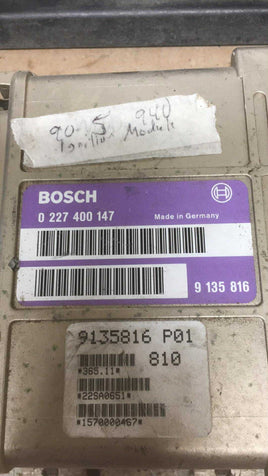 90-5 940
Ignition Module
BOSCH
0 227 400 147 Made in Germany
9 135 816
9135816 P01
810
*365.11*
*22SA0651*
*1570000467*